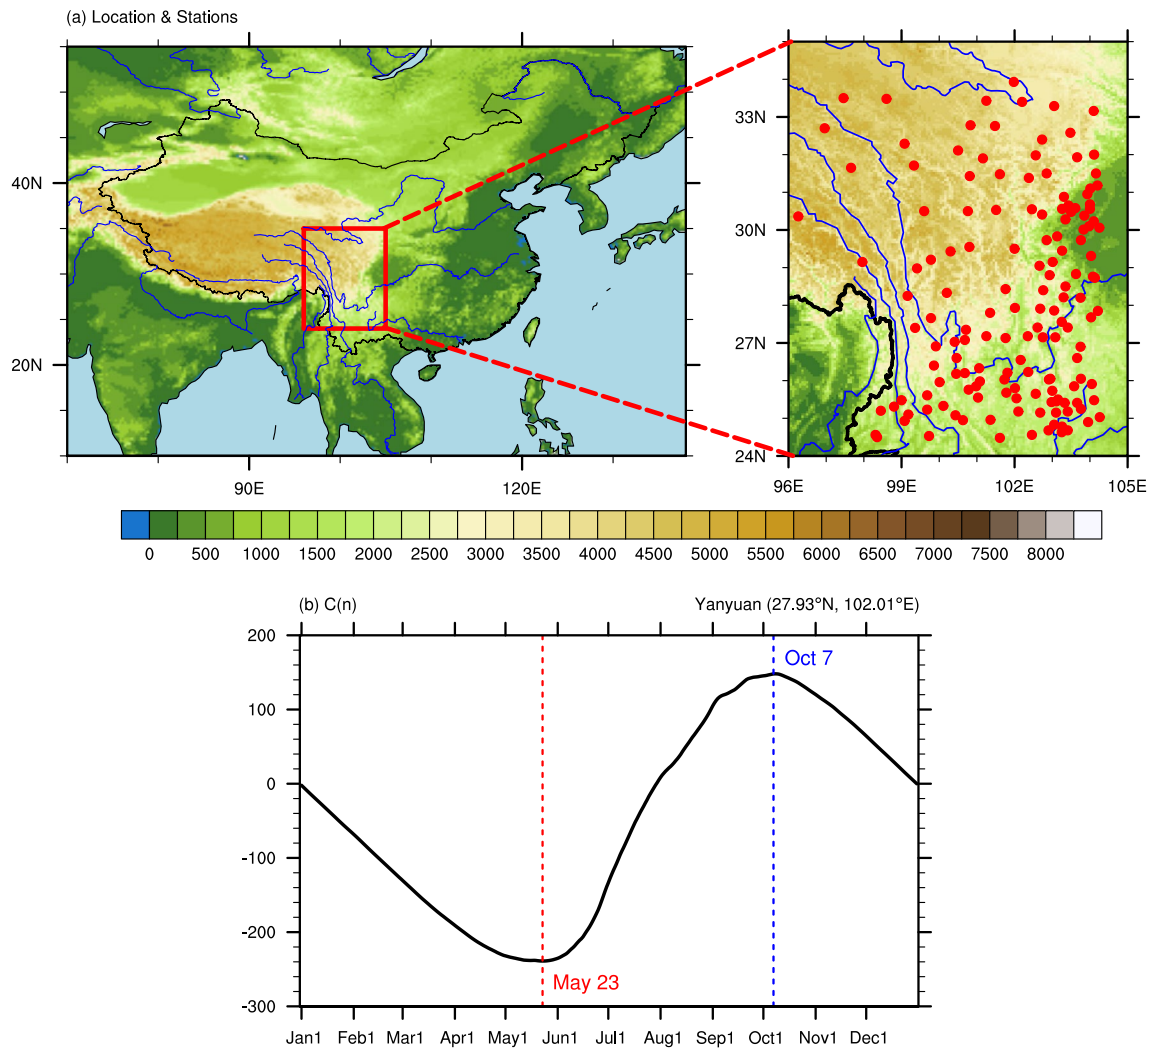 (a) Location & Stations
40N
20N
90E
120E
33N
30N
27N
24N
96E
99E
102E
105E
0 500 1000 1500 2000 2500 3000 3500 4000 4500 5000 5500 6000 6500 7000 7500 8000
(b) C(n)
Yanyuan (27.93°N, 102.01°E)
200
100
0
-100
-200
-300
Oct 7
May 23
Jan1 Feb1 Mar1 Apr1 May1 Jun1 Jul1 Aug1 Sep1 Oct1 Nov1 Dec1